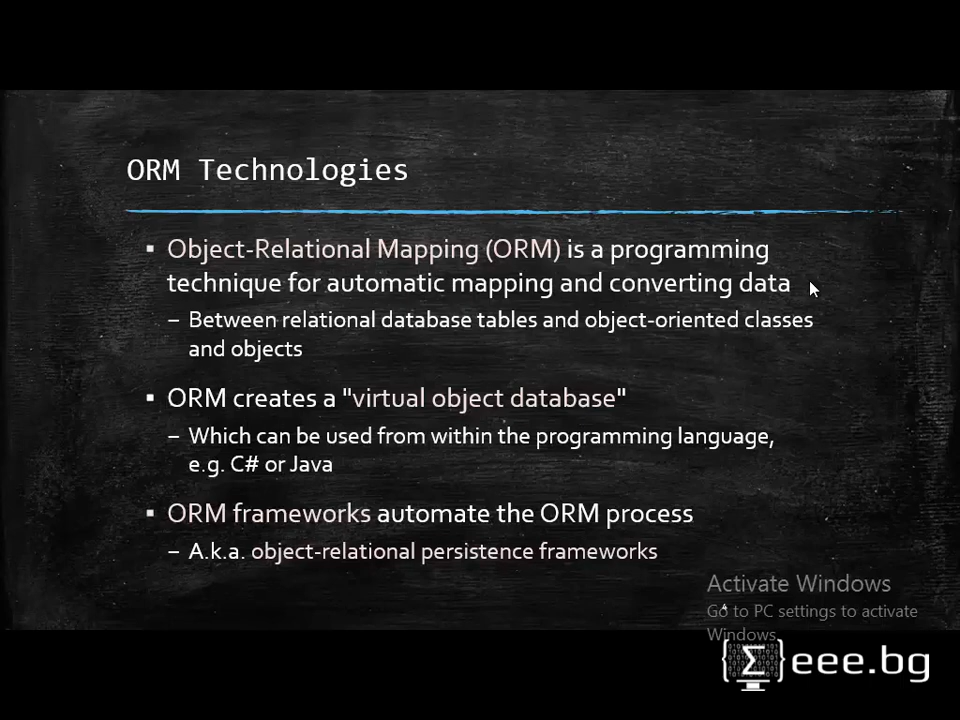 ORM Technologies
▪ Object-Relational Mapping (ORM) is a programming
technique for automatic mapping and converting data
– Between relational database tables and object-oriented classes
and objects
▪ ORM creates a "virtual object database"
– Which can be used from within the programming language,
e.g. C# or Java
▪ ORM frameworks automate the ORM process
– A.k.a. object-relational persistence frameworks
Activate Windows
Go to PC settings to activate
Windows.
{Σ}eee.bg